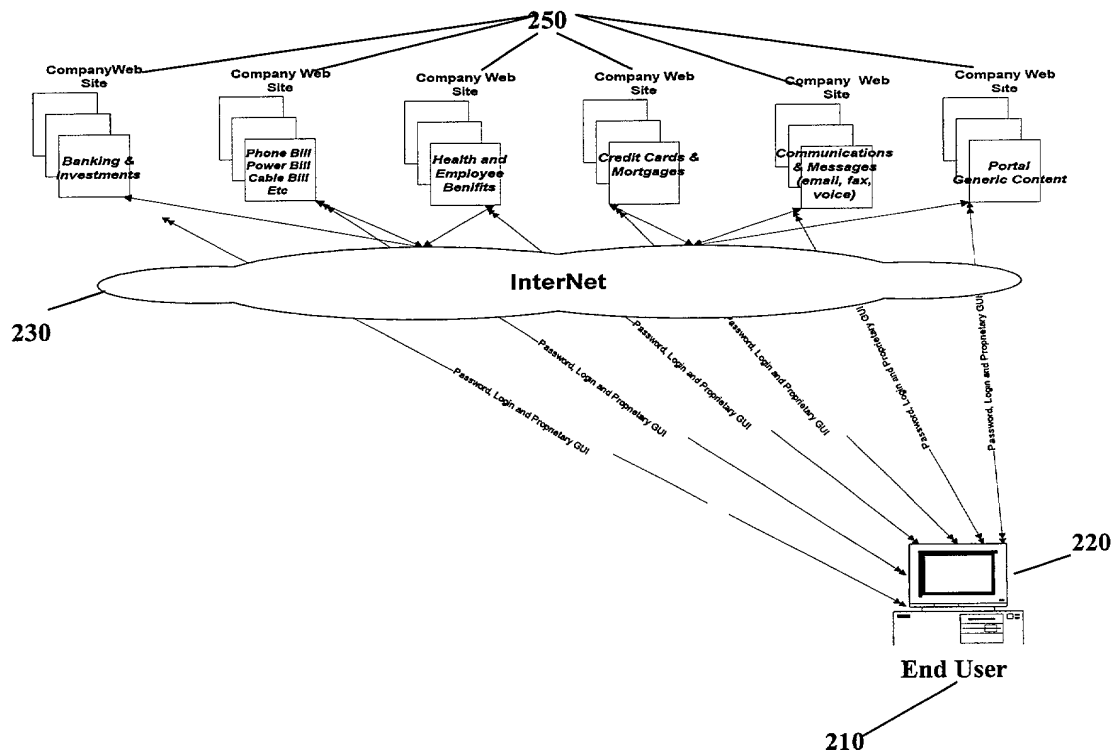 250
CompanyWeb
Site
Company Web
Site
Company Web
Site
Company Web
Site
Company Web
Site
Company Web
Site
Banking &
Investments
Phone Bill
Power Bill
Cable Bill
Etc
Health and
Employee
Benifits
Credit Cards &
Mortgages
Communications
& Messages
(email, fax,
voice)
Portal
Generic Content
InterNet
230
Password, Login and Proprietary GUI
Password, Login and Proprietary GUI
Password, Login and Proprietary GUI
Password, Login and Proprietary GUI
Password, Login and Proprietary GUI
Password, Login and Proprietary GUI
220
End User
210